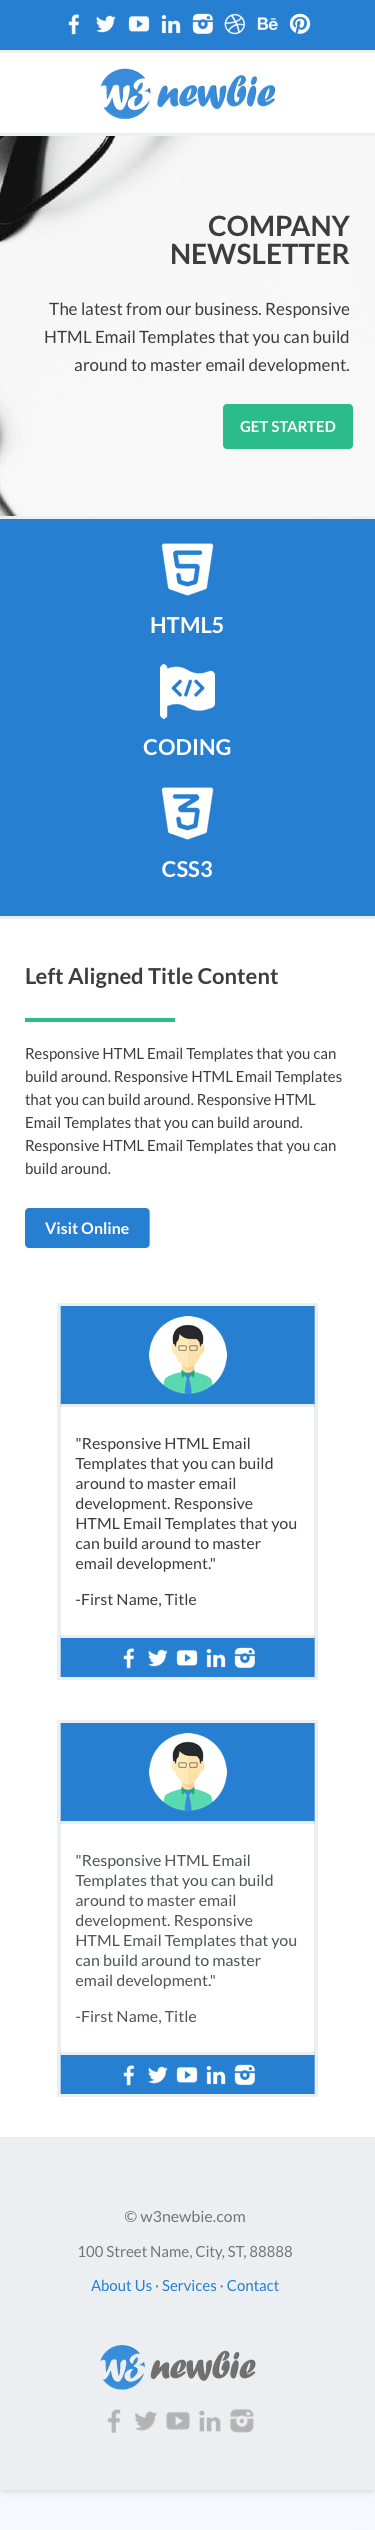 Bē
w3 newbie
COMPANY
NEWSLETTER
The latest from our business. Responsive
HTML Email Templates that you can build
around to master email development.
GET STARTED
HTML5
</>
CODING
CSS3
Left Aligned Title Content
Responsive HTML Email Templates that you can
build around. Responsive HTML Email Templates
that you can build around. Responsive HTML
Email Templates that you can build around.
Responsive HTML Email Templates that you can
build around.
Visit Online
"Responsive HTML Email
Templates that you can build
around to master email
development. Responsive
HTML Email Templates that you
can build around to master
email development."
-First Name, Title
"Responsive HTML Email
Templates that you can build
around to master email
development. Responsive
HTML Email Templates that you
can build around to master
email development."
-First Name, Title
© w3newbie.com
100 Street Name, City, ST, 88888
About Us · Services · Contact
w3 newbie